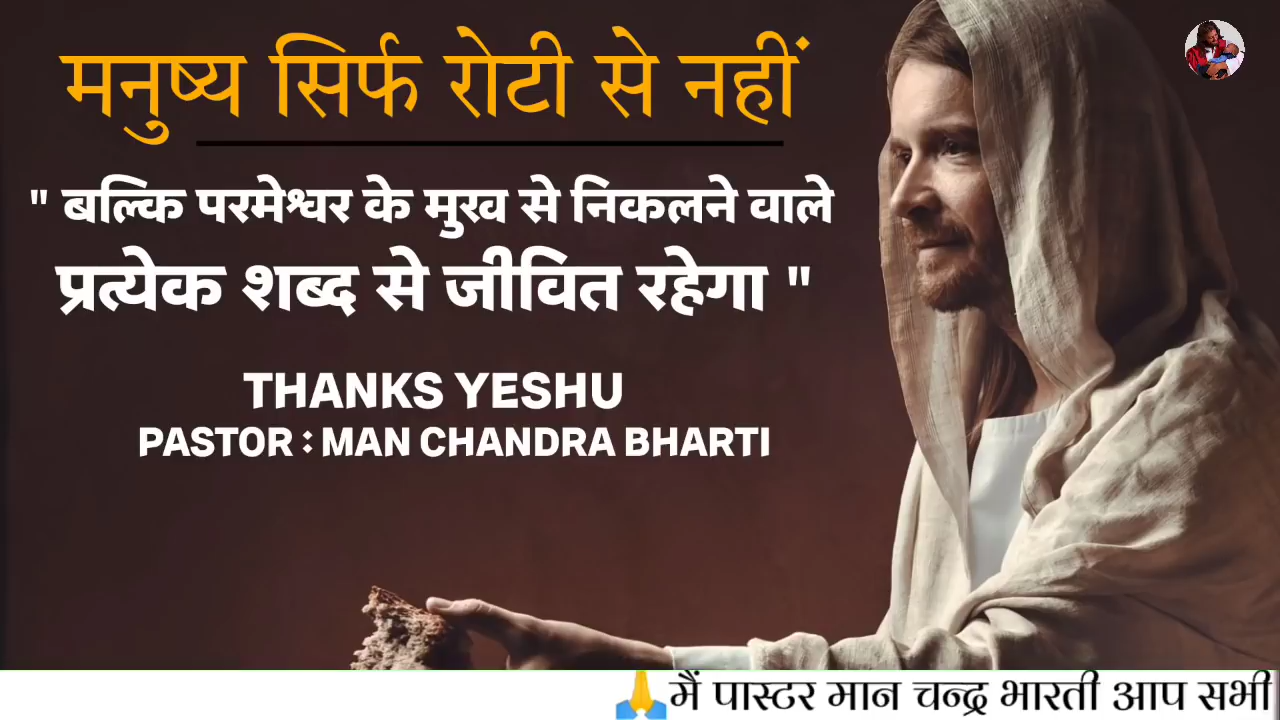 मनुष्य सिर्फ रोटी से नहीं
" बल्कि परमेश्वर के मुख से निकलने वाले
प्रत्येक शब्द से जीवित रहेगा "
THANKS YESHU
PASTOR : MAN CHANDRA BHARTI
🙏मैं पास्टर मान चन्द्र भारती आप सभी